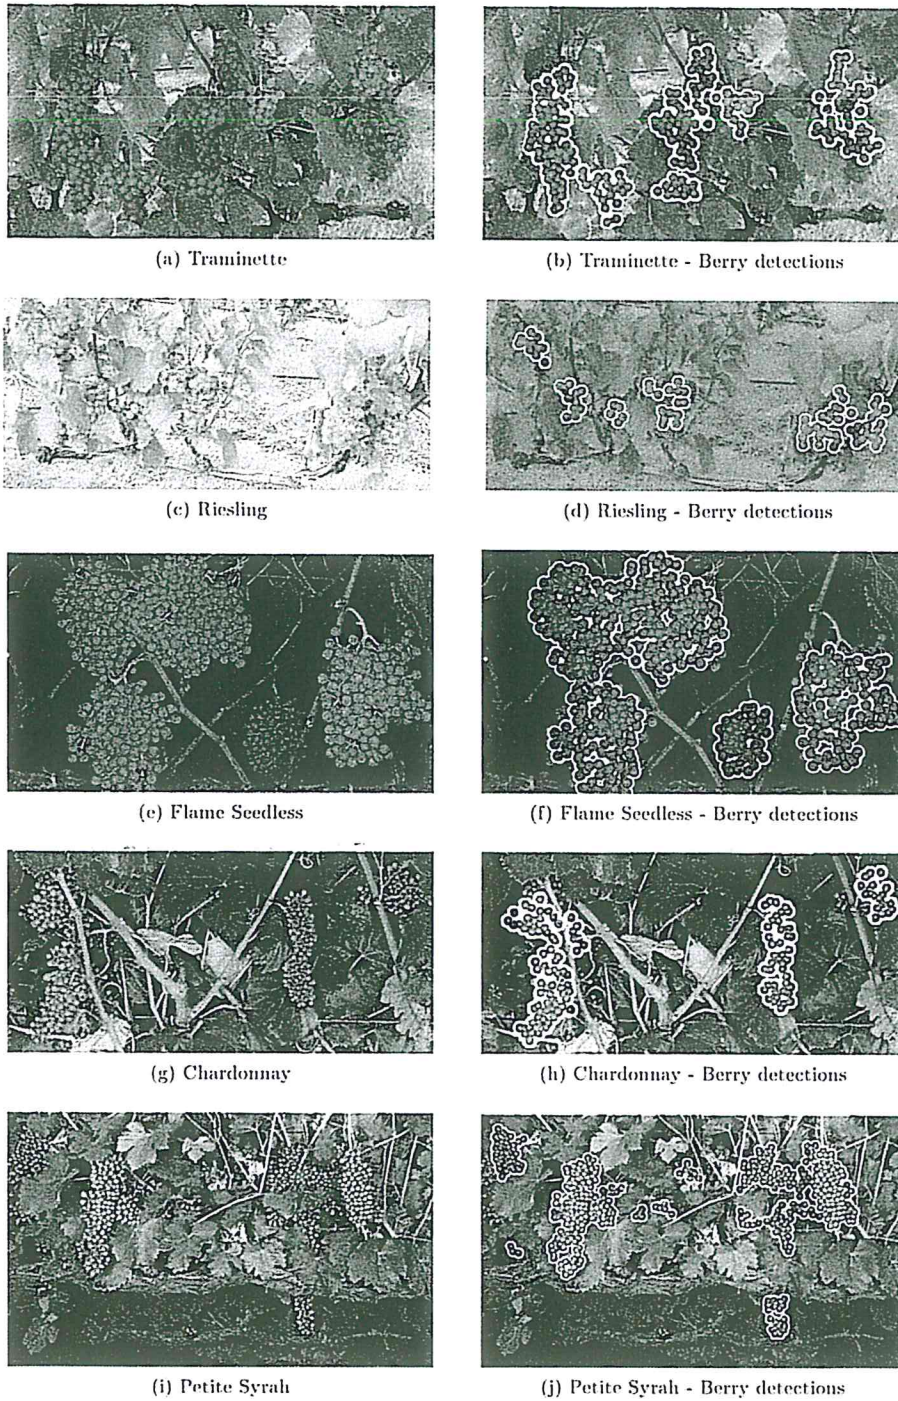 (a) Traminette
(b) Traminette - Berry detections
(c) Riesling
(d) Riesling - Berry detections
(e) Flame Seedless
(f) Flame Seedless - Berry detections
(g) Chardonnay
(h) Chardonnay - Berry detections
(i) Petite Syrah
(j) Petite Syrah - Berry detections